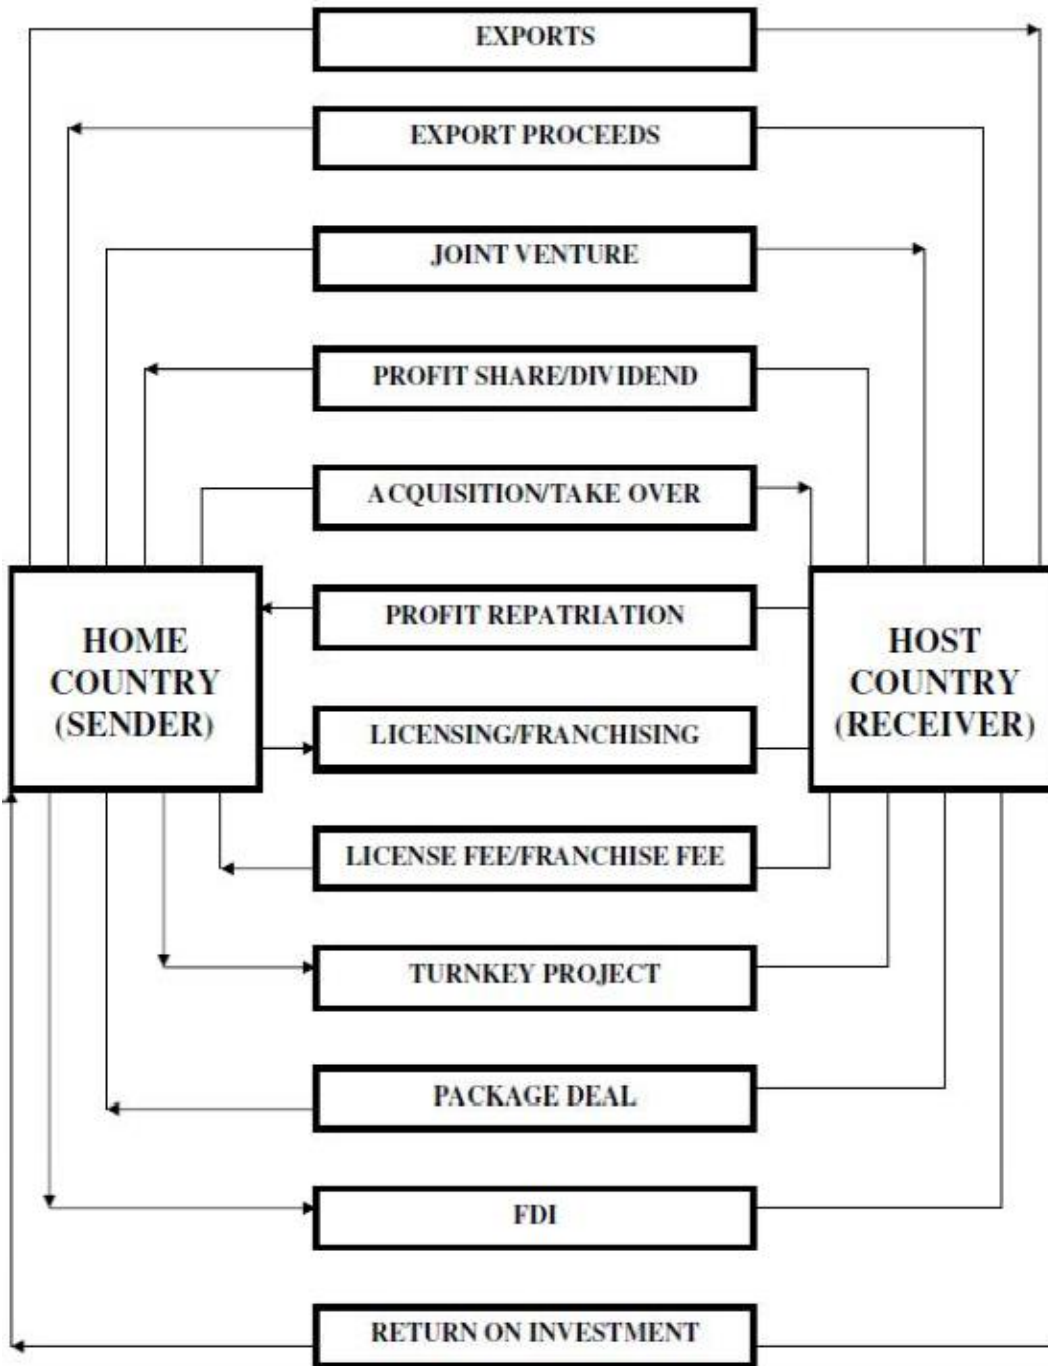 EXPORTS
EXPORT PROCEEDS
JOINT VENTURE
PROFIT SHARE/DIVIDEND
ACQUISITION/TAKE OVER
HOME
COUNTRY
(SENDER)
PROFIT REPATRIATION
HOST
COUNTRY
(RECEIVER)
LICENSING/FRANCHISING
LICENSE FEE/FRANCHISE FEE
TURNKEY PROJECT
PACKAGE DEAL
FDI
RETURN ON INVESTMENT